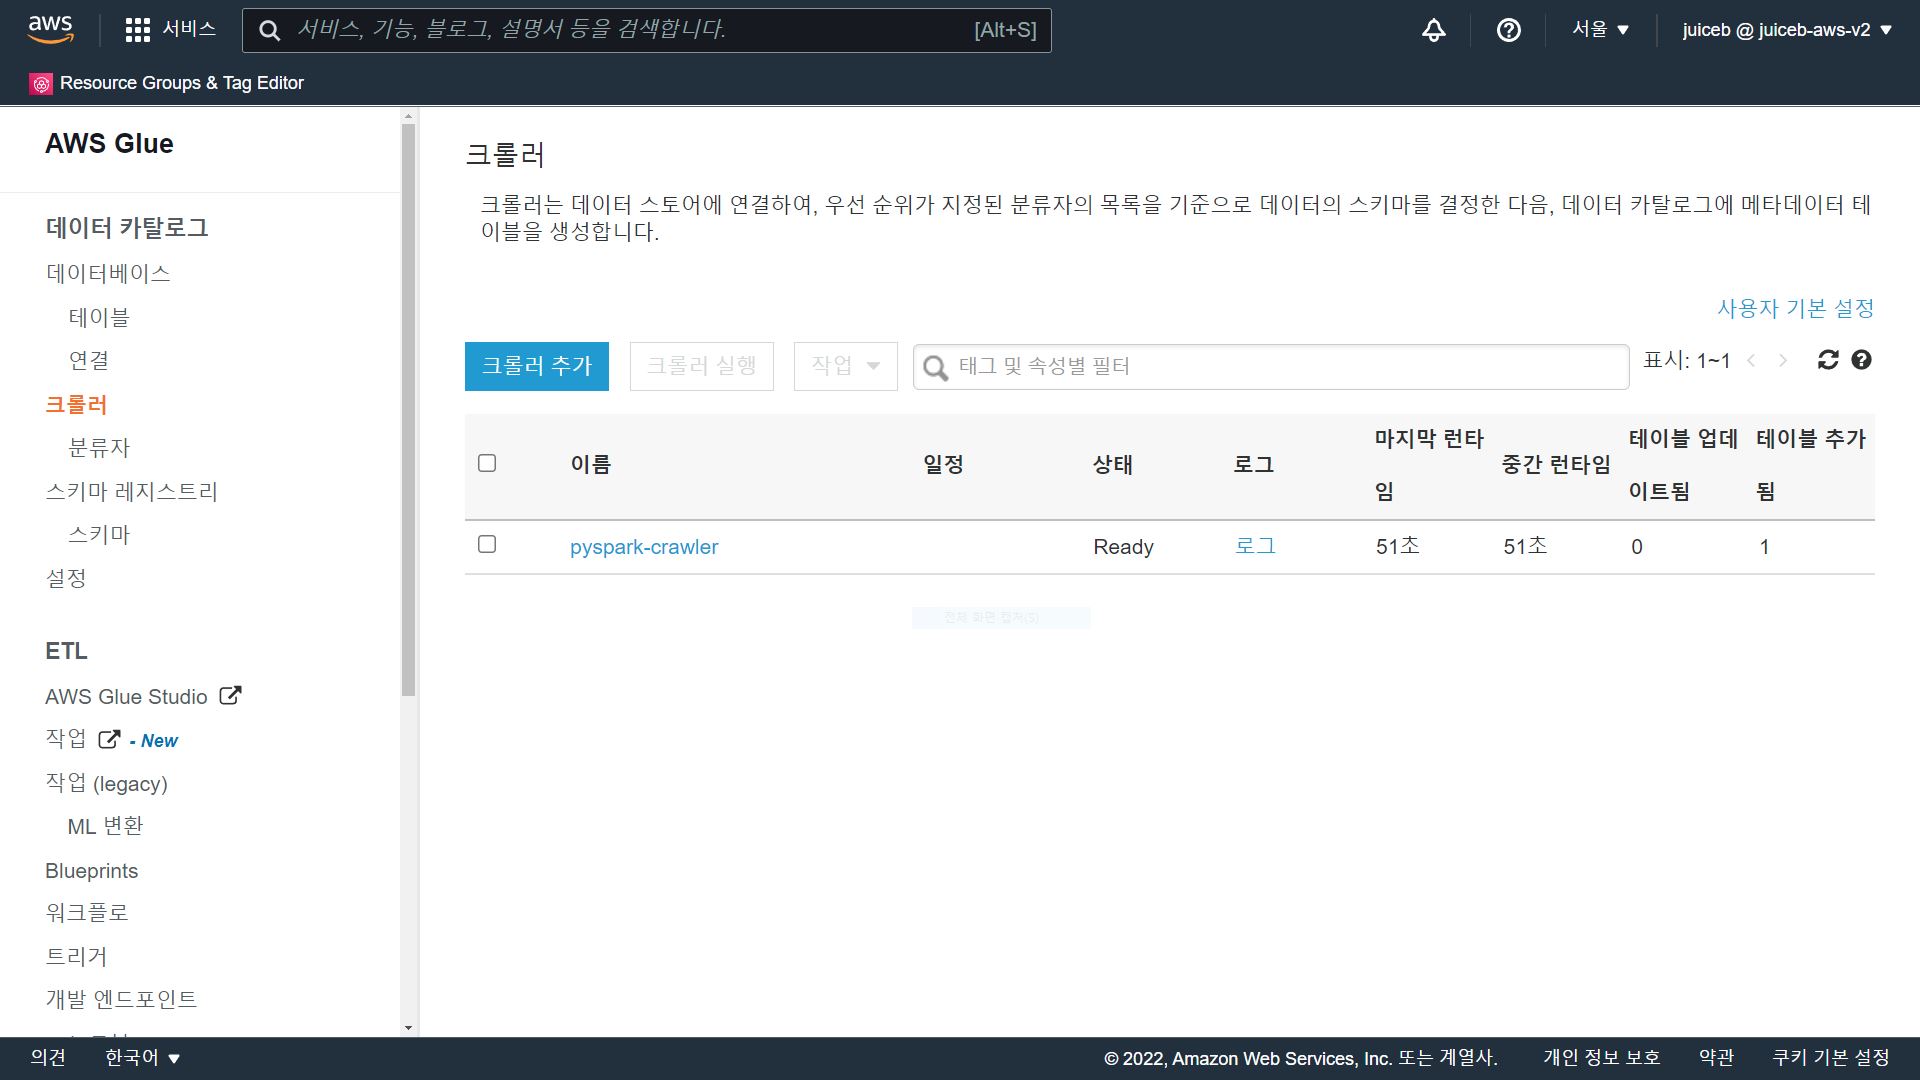 aws
서비스
서비스, 기능, 블로그, 설명서 등을 검색합니다.
[Alt+S]
서울
juiceb @ juiceb-aws-v2
Resource Groups & Tag Editor
AWS Glue
데이터 카탈로그
데이터베이스
테이블
연결
크롤러
분류자
스키마 레지스트리
스키마
설정
ETL
AWS Glue Studio
작업 - New
작업 (legacy)
ML 변환
Blueprints
워크플로
트리거
개발 엔드포인트
크롤러
크롤러는 데이터 스토어에 연결하여, 우선 순위가 지정된 분류자의 목록을 기준으로 데이터의 스키마를 결정한 다음, 데이터 카탈로그에 메타데이터 테
이블을 생성합니다.
사용자 기본 설정
크롤러 추가
크롤러 실행
작업
태그 및 속성별 필터
표시: 1~1
이름 일정 상태 로그 마지막 런타임 중간 런타임 테이블 업데이트됨 테이블 추가됨
pyspark-crawler Ready 로그 51초 51초 0 1
전체 화면 캡처(S)
의견
한국어
© 2022, Amazon Web Services, Inc. 또는 계열사.
개인 정보 보호
약관
쿠키 기본 설정